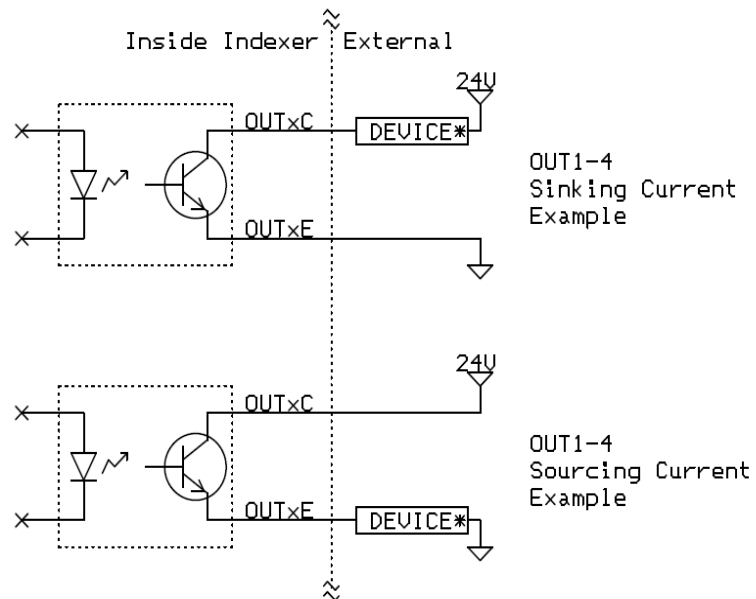 Inside Indexer External
24V
OUTxC
DEVICE*
OUT1-4
Sinking Current
Example
OUTxE
24V
OUTxC
OUT1-4
Sourcing Current
Example
OUTxE
DEVICE*